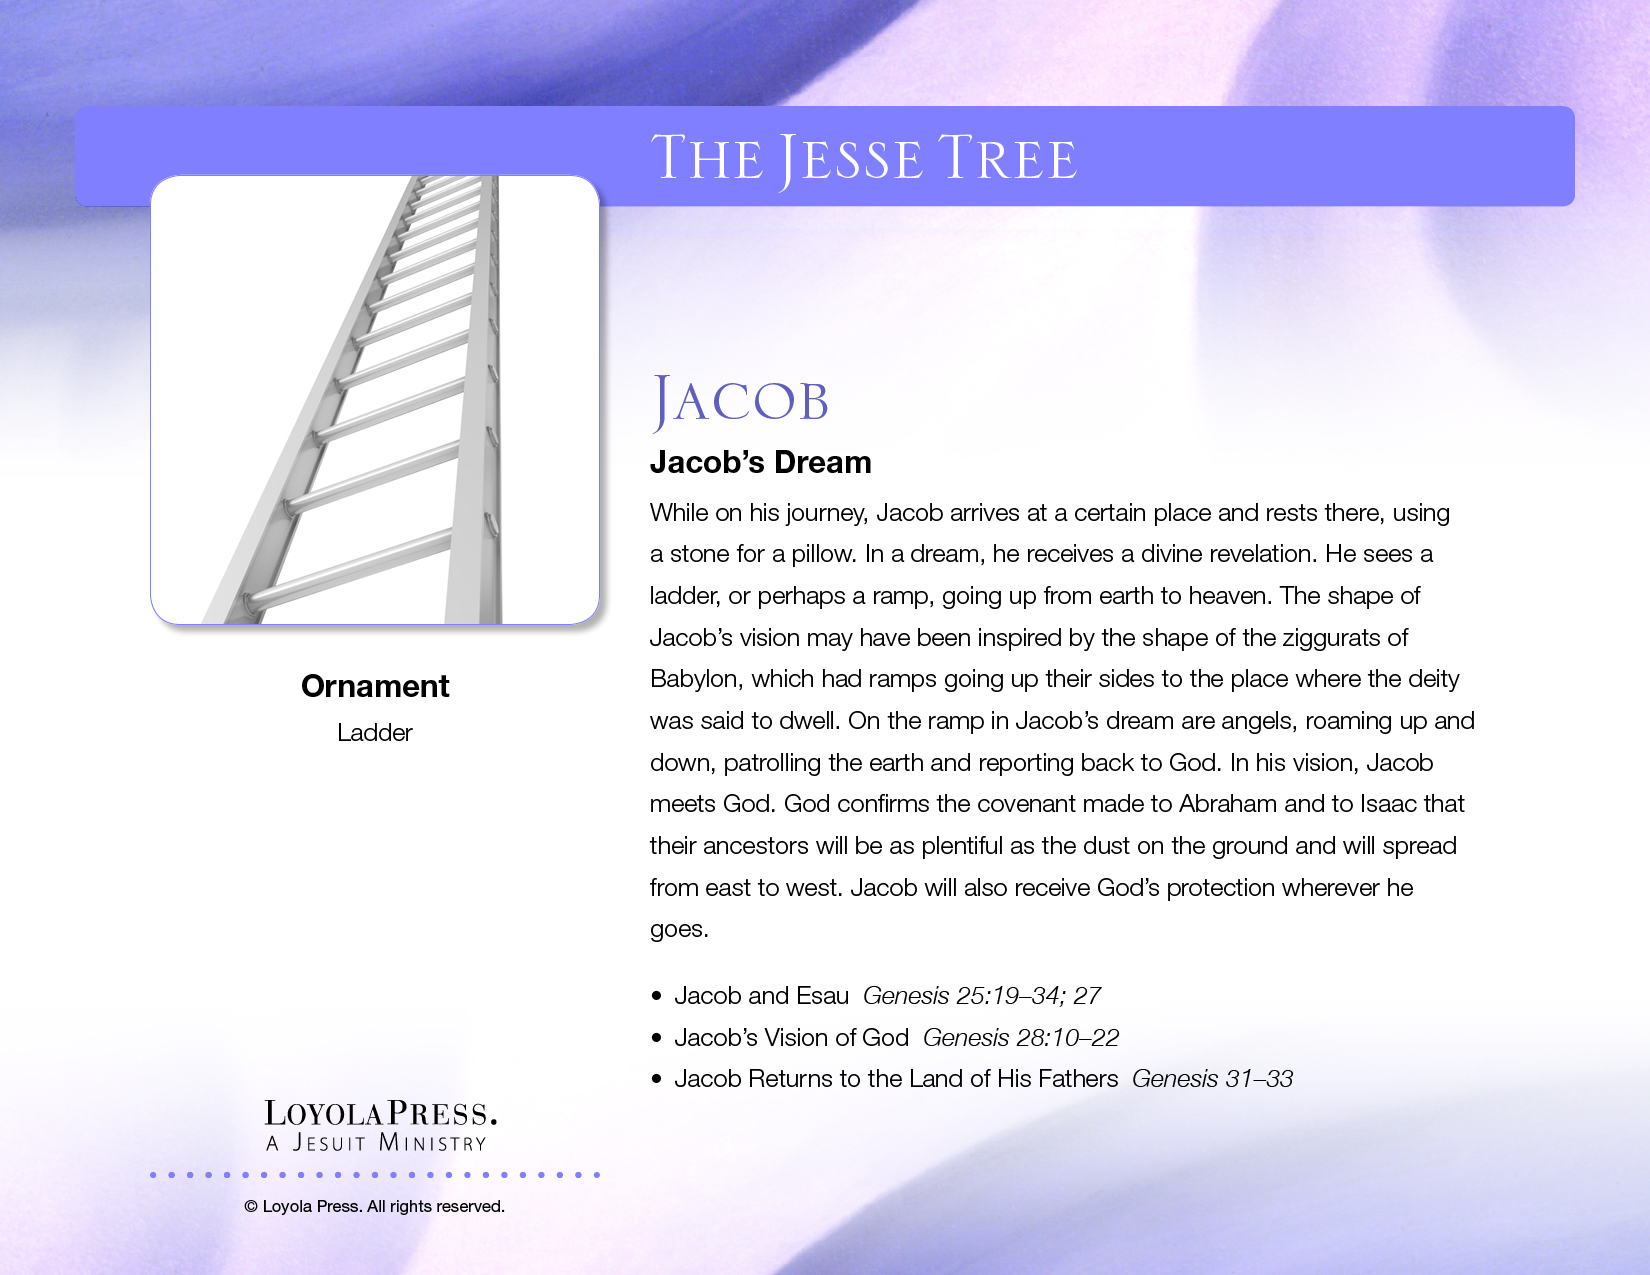 The Jesse Tree
Jacob
Jacob’s Dream
While on his journey, Jacob arrives at a certain place and rests there, using
a stone for a pillow. In a dream, he receives a divine revelation. He sees a
ladder, or perhaps a ramp, going up from earth to heaven. The shape of
Jacob’s vision may have been inspired by the shape of the ziggurats of
Babylon, which had ramps going up their sides to the place where the deity
was said to dwell. On the ramp in Jacob’s dream are angels, roaming up and
down, patrolling the earth and reporting back to God. In his vision, Jacob
meets God. God confirms the covenant made to Abraham and to Isaac that
their ancestors will be as plentiful as the dust on the ground and will spread
from east to west. Jacob will also receive God’s protection wherever he
goes.
• Jacob and Esau Genesis 25:19–34; 27
• Jacob’s Vision of God Genesis 28:10–22
• Jacob Returns to the Land of His Fathers Genesis 31–33
Ornament
Ladder
LoyolaPress.
A Jesuit Ministry
© Loyola Press. All rights reserved.